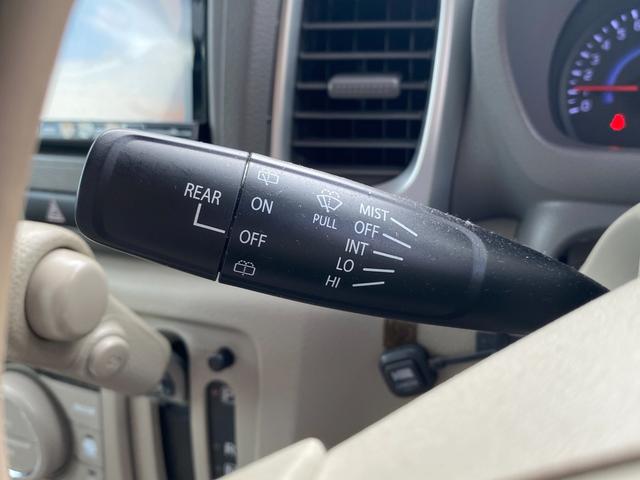 REAR
ON
OFF
PULL
MIST
OFF
INT
LO
HI